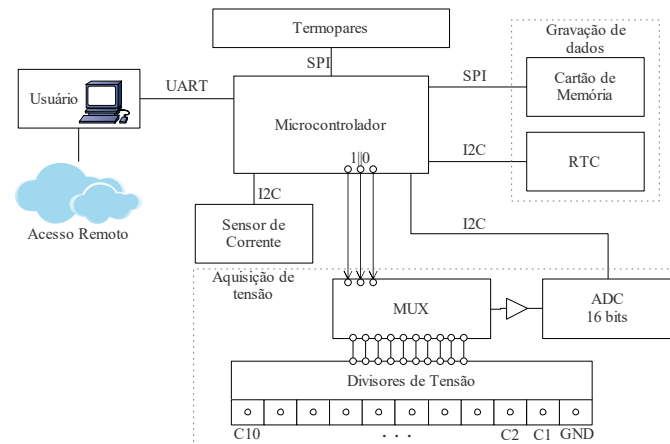 Termopares
Gravação de
dados
SPI
SPI
Cartão de
Memória
Usuário
UART
Microcontrolador
1||0
I2C
RTC
I2C
Sensor de
Corrente
I2C
Acesso Remoto
Aquisição de
tensão
MUX
ADC
16 bits
Divisores de Tensão
C10
. . .
C2
C1
GND